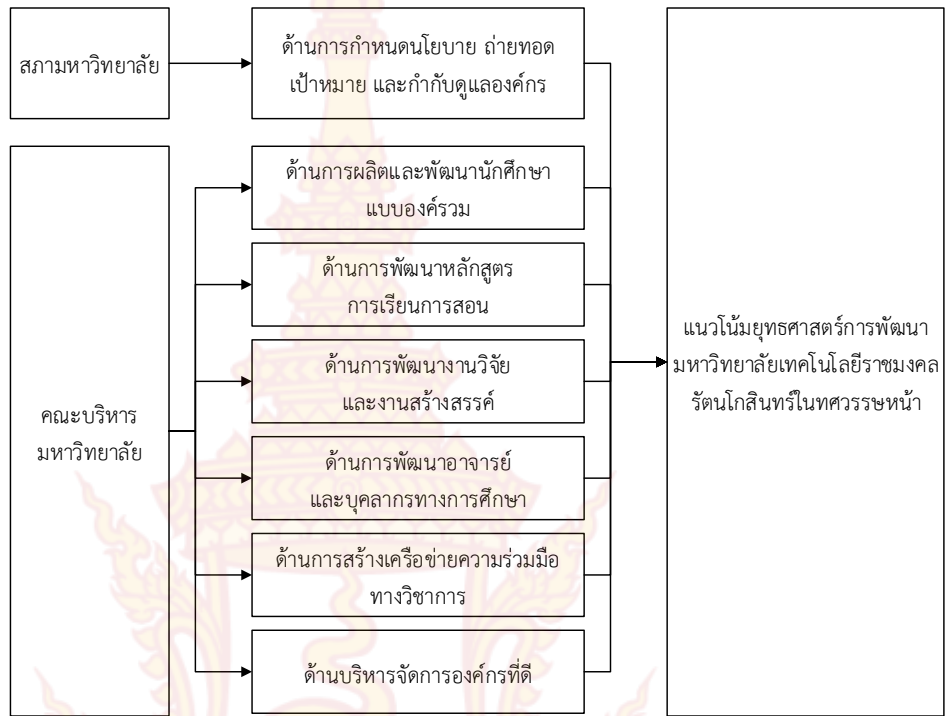 สภามหาวิทยาลัย
ด้านการกำหนดนโยบาย ถ่ายทอด
เป้าหมาย และกำกับดูแลองค์กร
คณะบริหาร
มหาวิทยาลัย
ด้านการผลิตและพัฒนานักศึกษา
แบบองค์รวม
ด้านการพัฒนาหลักสูตร
การเรียนการสอน
ด้านการพัฒนางานวิจัย
และงานสร้างสรรค์
ด้านการพัฒนาอาจารย์
และบุคลากรทางการศึกษา
ด้านการสร้างเครือข่ายความร่วมมือ
ทางวิชาการ
ด้านบริหารจัดการองค์กรที่ดี
แนวโน้มยุทธศาสตร์การพัฒนา
มหาวิทยาลัยเทคโนโลยีราชมงคล
รัตนโกสินทร์ในทศวรรษหน้า